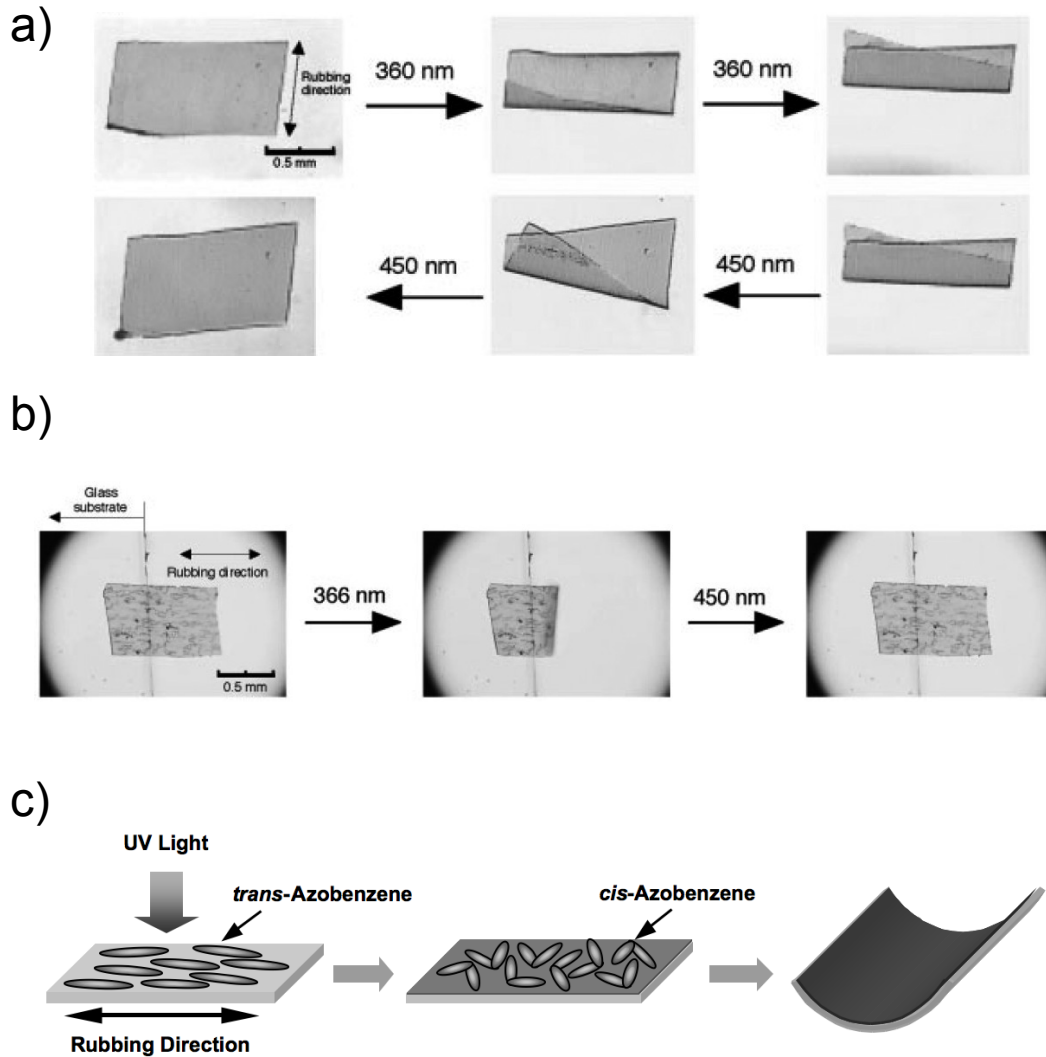 a)
Rubbing
direction
0.5 mm
360 nm
360 nm
450 nm
450 nm
b)
Glass
substrate
Rubbing direction
0.5 mm
366 nm
450 nm
c)
UV Light
trans-Azobenzene
cis-Azobenzene
Rubbing Direction